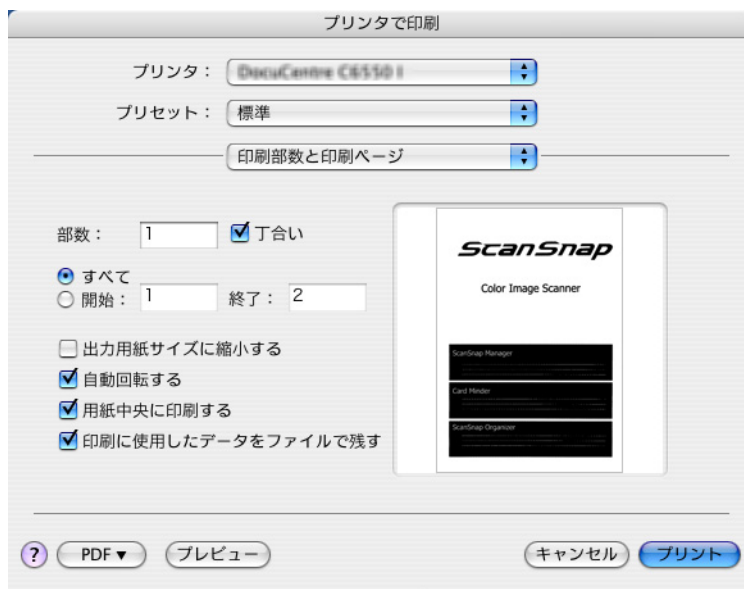 プリンタで印刷
プリンタ： DocuCentre C6550 I
プリセット： 標準
印刷部数と印刷ページ
部数： 1 丁合い
すべて
開始： 1 終了： 2
出力用紙サイズに縮小する
自動回転する
用紙中央に印刷する
印刷に使用したデータをファイルで残す
ScanSnap
Color Image Scanner
ScanSnap Manager
Card Minder
ScanSnap Organizer
? PDF▼ プレビュー キャンセル プリント